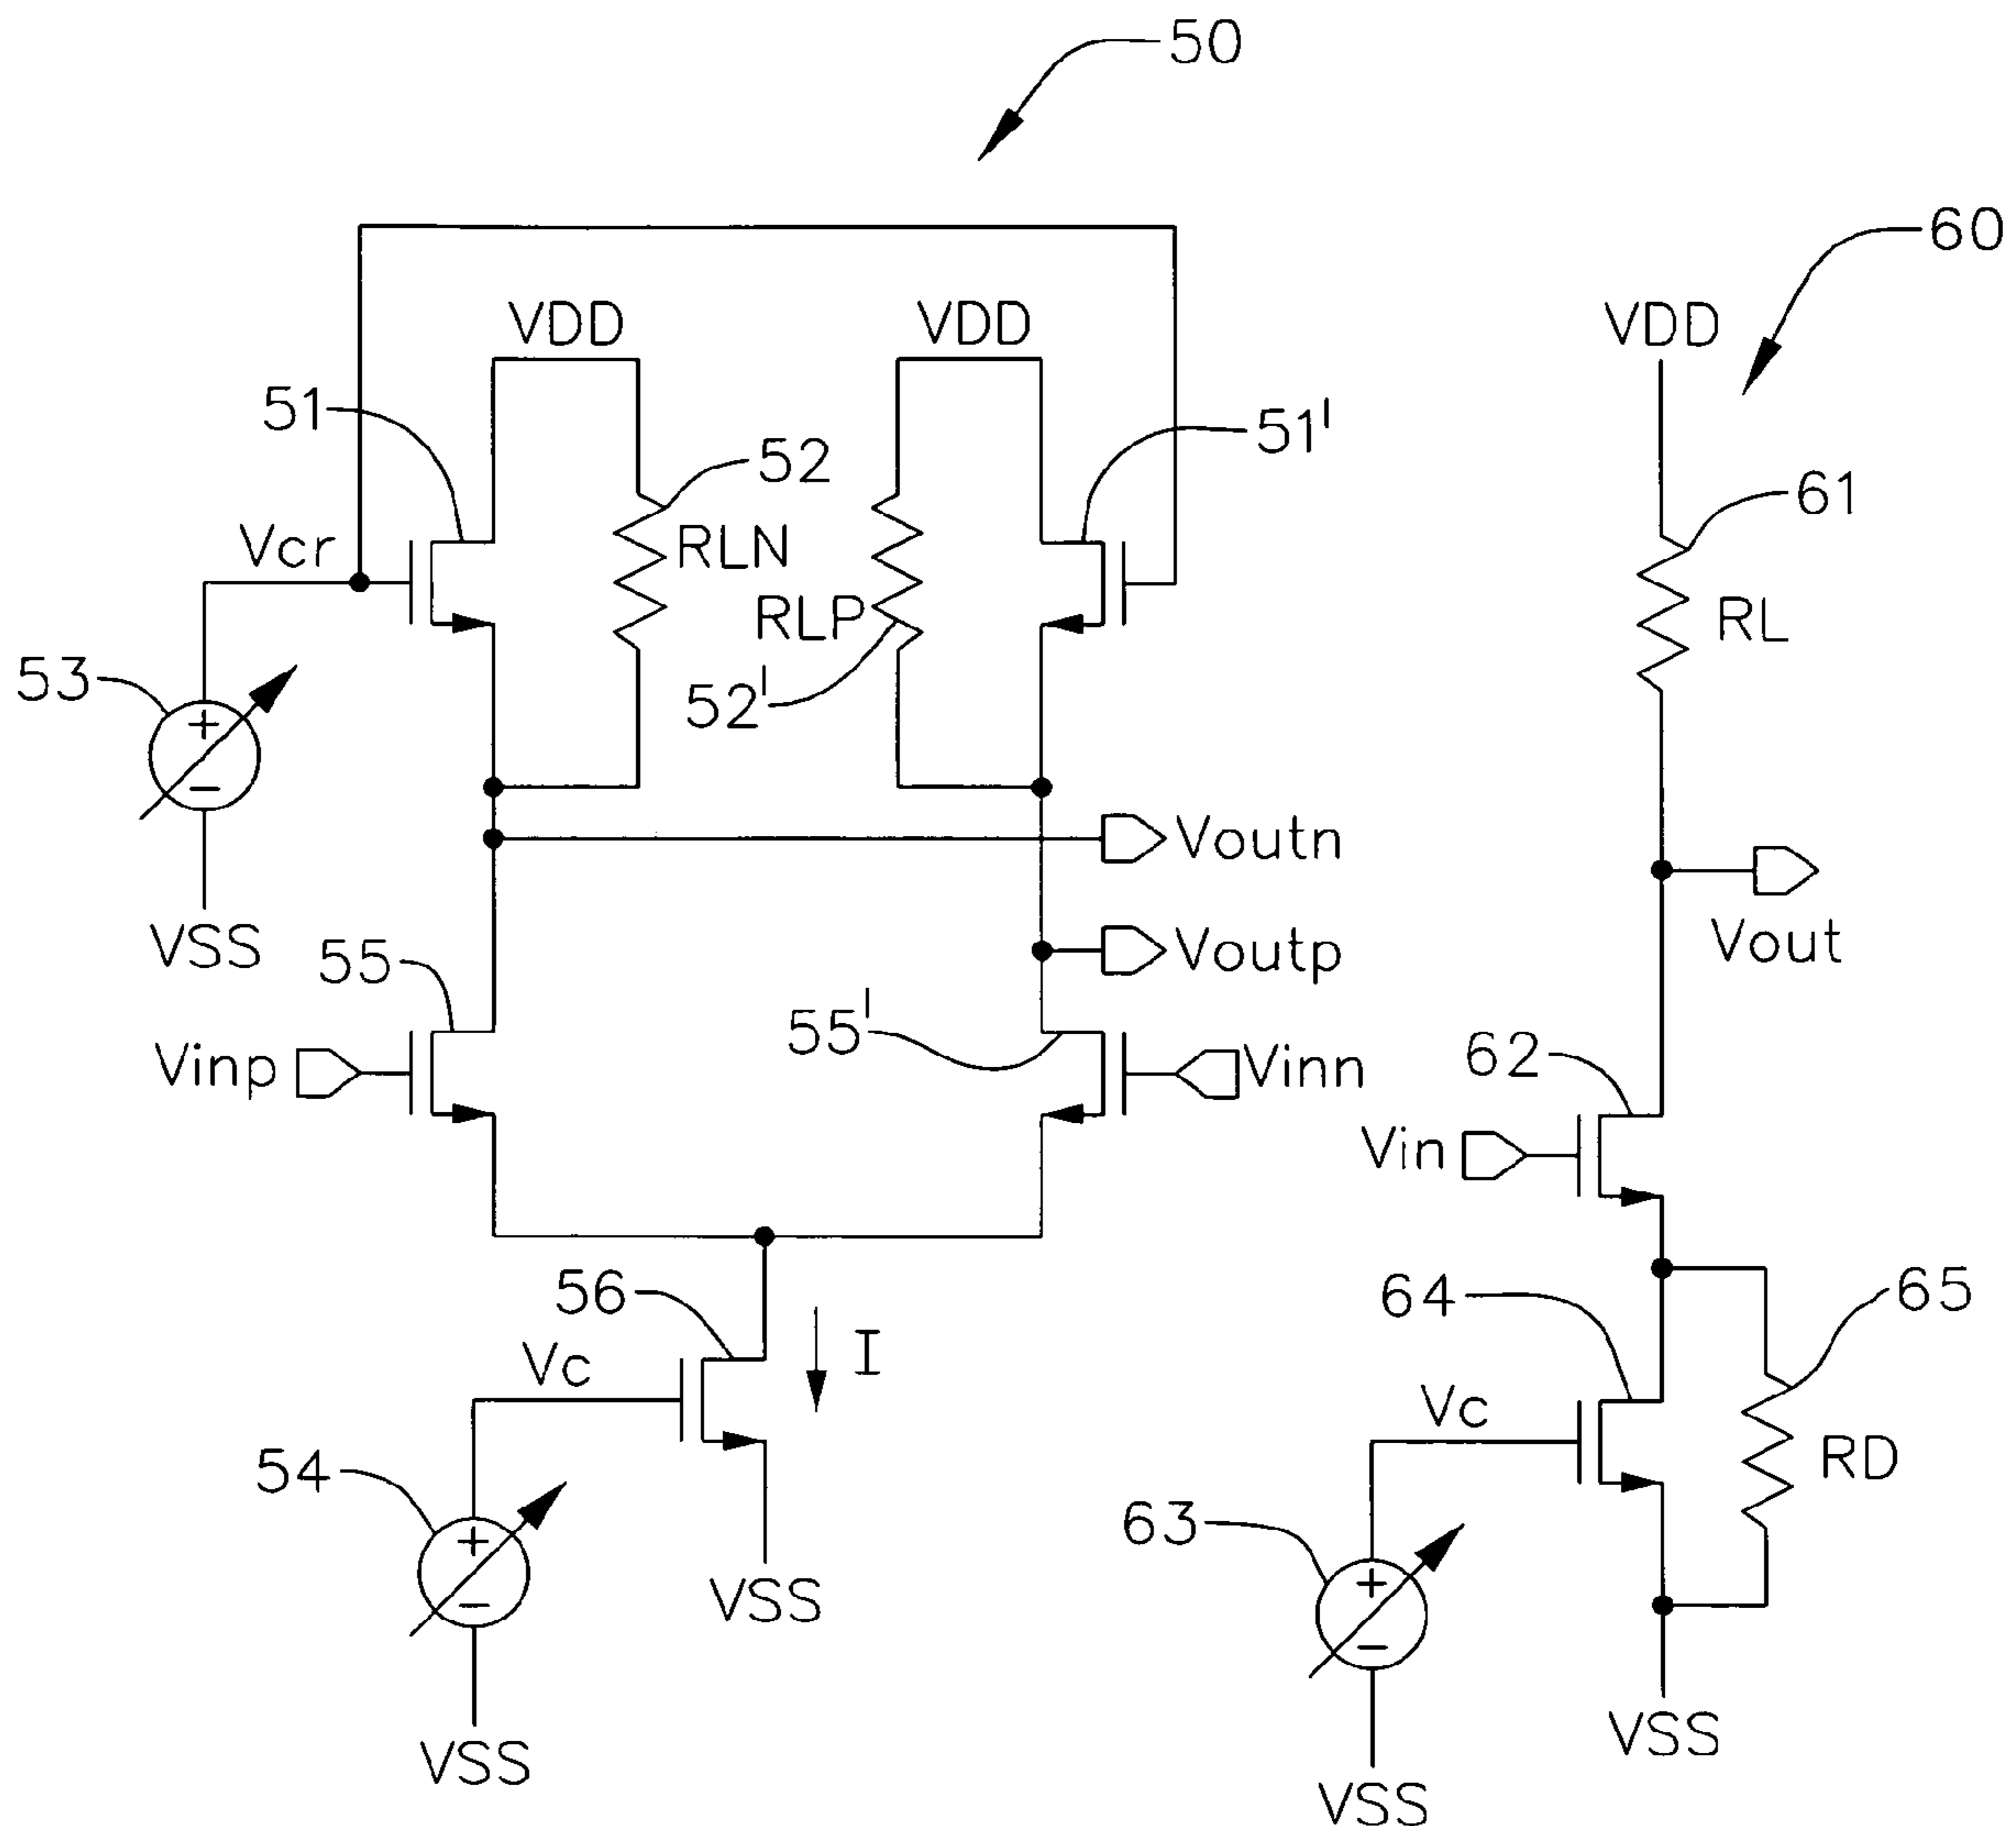 50
60
VDD
VDD
VDD
51
51'
52
61
Vcr
RLN
RLP
RL
53
52'
Voutn
VSS
55
Voutp
Vout
55'
62
Vinp
Vinn
Vin
56
64
65
I
Vc
Vc
54
RD
63
VSS
VSS
VSS
VSS